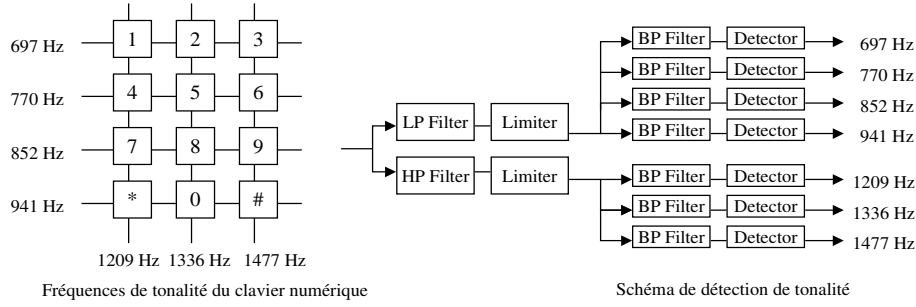 697 Hz 1 2 3
770 Hz 4 5 6
852 Hz 7 8 9
941 Hz * 0 #
1209 Hz 1336 Hz 1477 Hz
Fréquences de tonalité du clavier numérique
LP Filter Limiter
HP Filter Limiter
BP Filter Detector 697 Hz
BP Filter Detector 770 Hz
BP Filter Detector 852 Hz
BP Filter Detector 941 Hz
BP Filter Detector 1209 Hz
BP Filter Detector 1336 Hz
BP Filter Detector 1477 Hz
Schéma de détection de tonalité